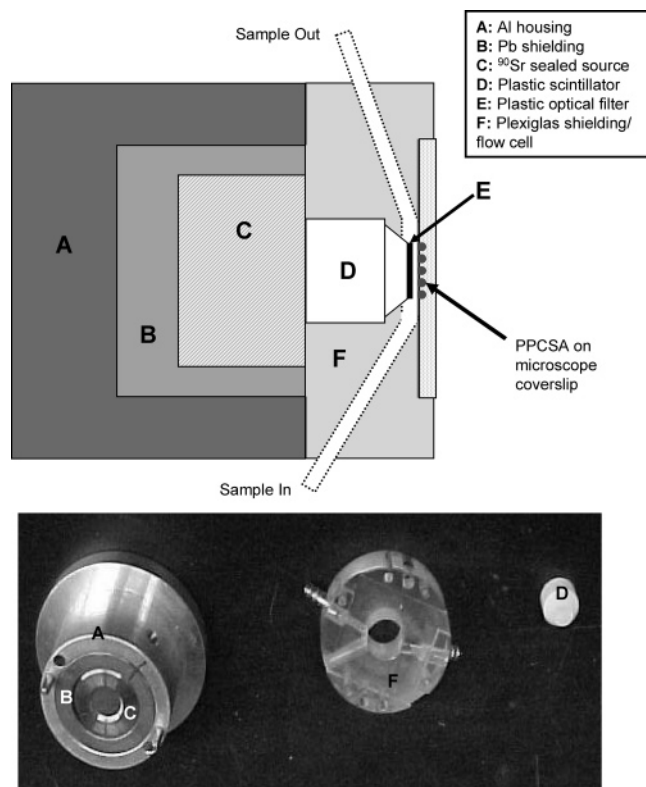 Sample Out
A: Al housing
B: Pb shielding
C: ⁹⁰Sr sealed source
D: Plastic scintillator
E: Plastic optical filter
F: Plexiglas shielding/
flow cell
E
C
A
D
B
F
PPCSA on
microscope
coverslip
Sample In
D
A
F
B
C